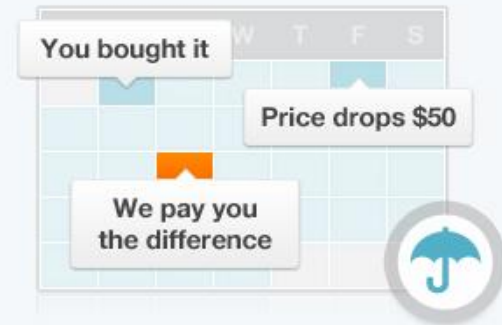 You bought it
W T F S
Price drops $50
We pay you
the difference